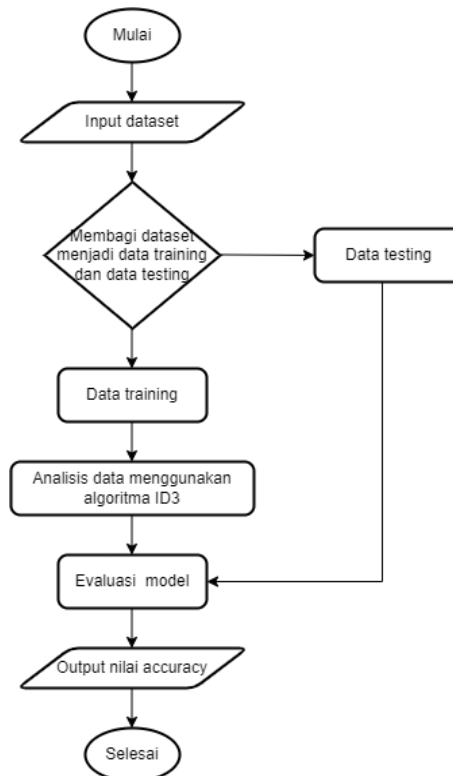 Mulai
Input dataset
Membagi dataset
menjadi data training
dan data testing
Data testing
Data training
Analisis data menggunakan
algoritma ID3
Evaluasi model
Output nilai accuracy
Selesai